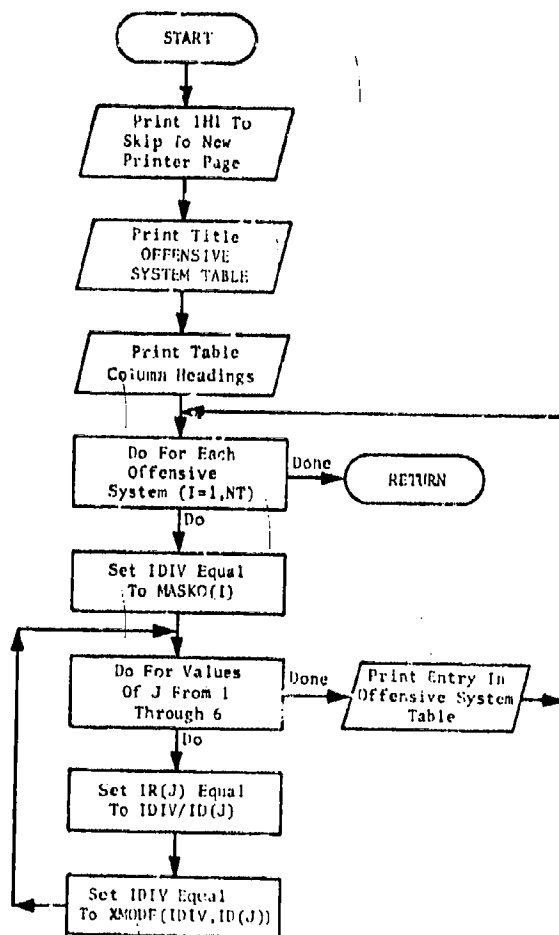 START
Print 1H1 To
Skip To New
Printer Page
Print Title
OFFENSIVE
SYSTEM TABLE
Print Table
Column Headings
Do For Each
Offensive
System (I=1,NT)
Done
RETURN
Do
Set IDIV Equal
To MASKO(I)
Do For Values
Of J From 1
Through 6
Done
Print Entry In
Offensive System
Table
Do
Set IR(J) Equal
To IDIV/ID(J)
Set IDIV Equal
To XMODF(IDIV,ID(J))